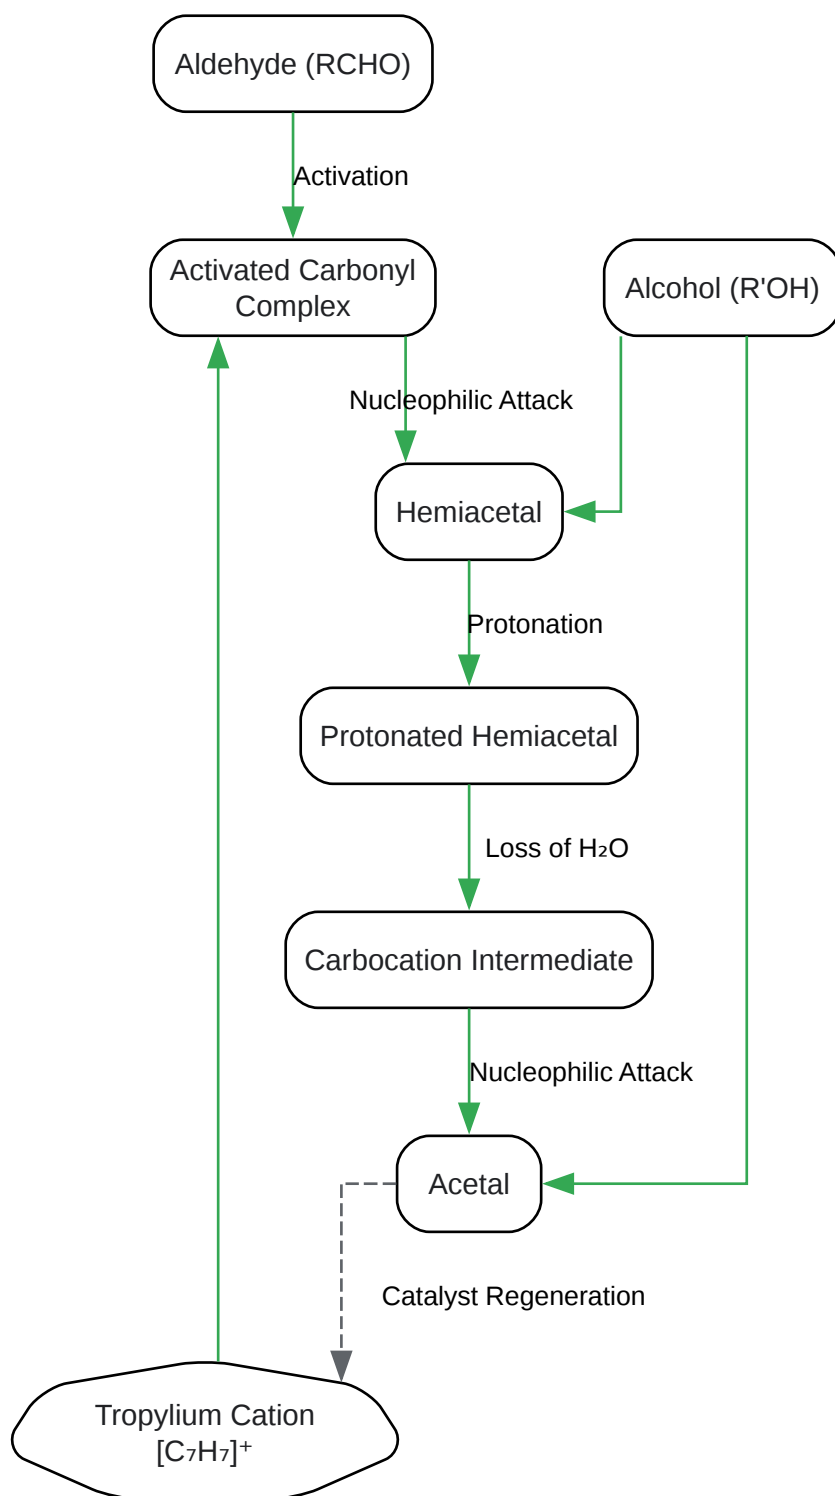 Aldehyde (RCHO)
Activation
Activated Carbonyl
Complex
Alcohol (R'OH)
Nucleophilic Attack
Hemiacetal
Protonation
Protonated Hemiacetal
Loss of H₂O
Carbocation Intermediate
Nucleophilic Attack
Acetal
Catalyst Regeneration
Tropylium Cation
[C₇H₇]⁺